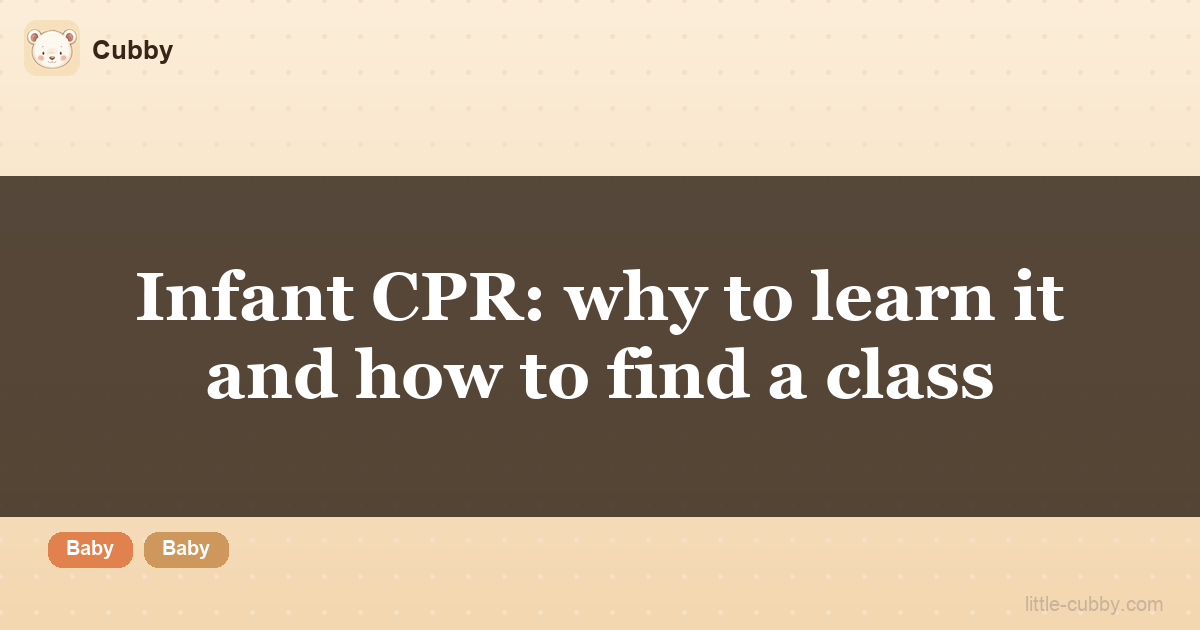 Cubby
Infant CPR: why to learn it
and how to find a class
Baby
Baby
little-cubby.com